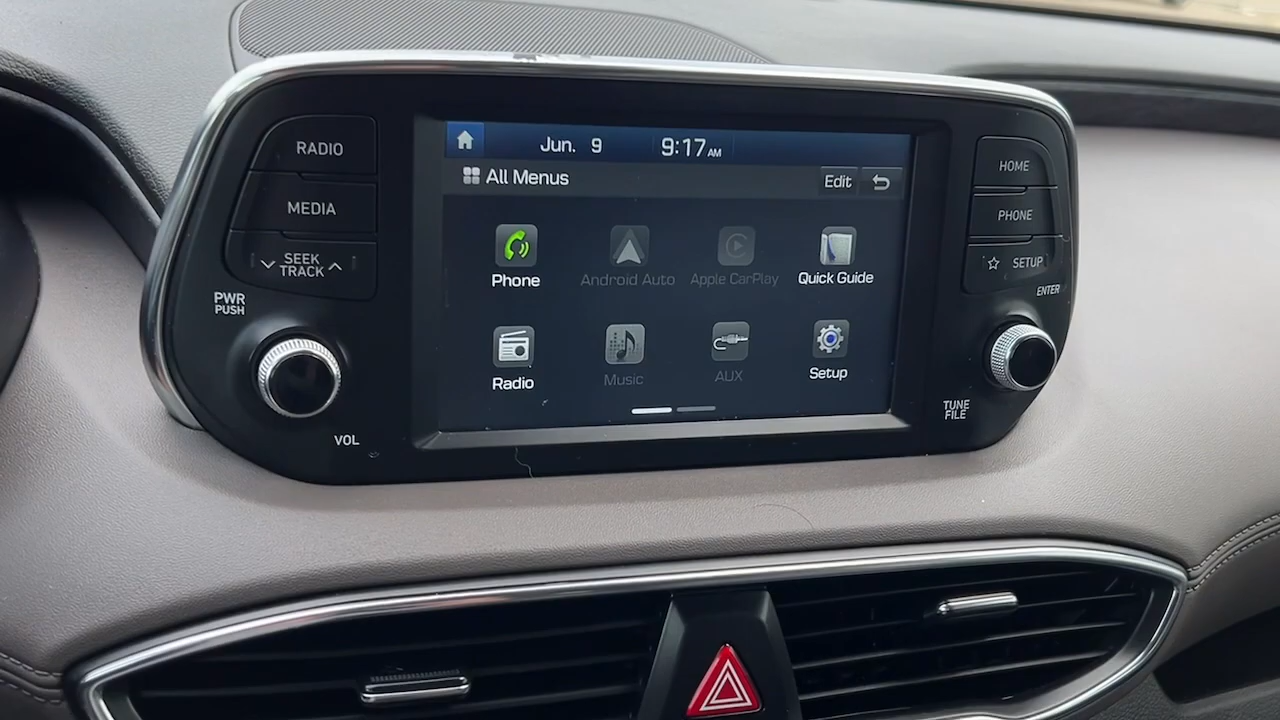 RADIO
MEDIA
SEEK
TRACK
PWR
PUSH
VOL
Jun. 9 9:17 AM
All Menus Edit
Phone Android Auto Apple CarPlay Quick Guide
Radio Music AUX Setup
HOME
PHONE
SETUP
ENTER
TUNE
FILE